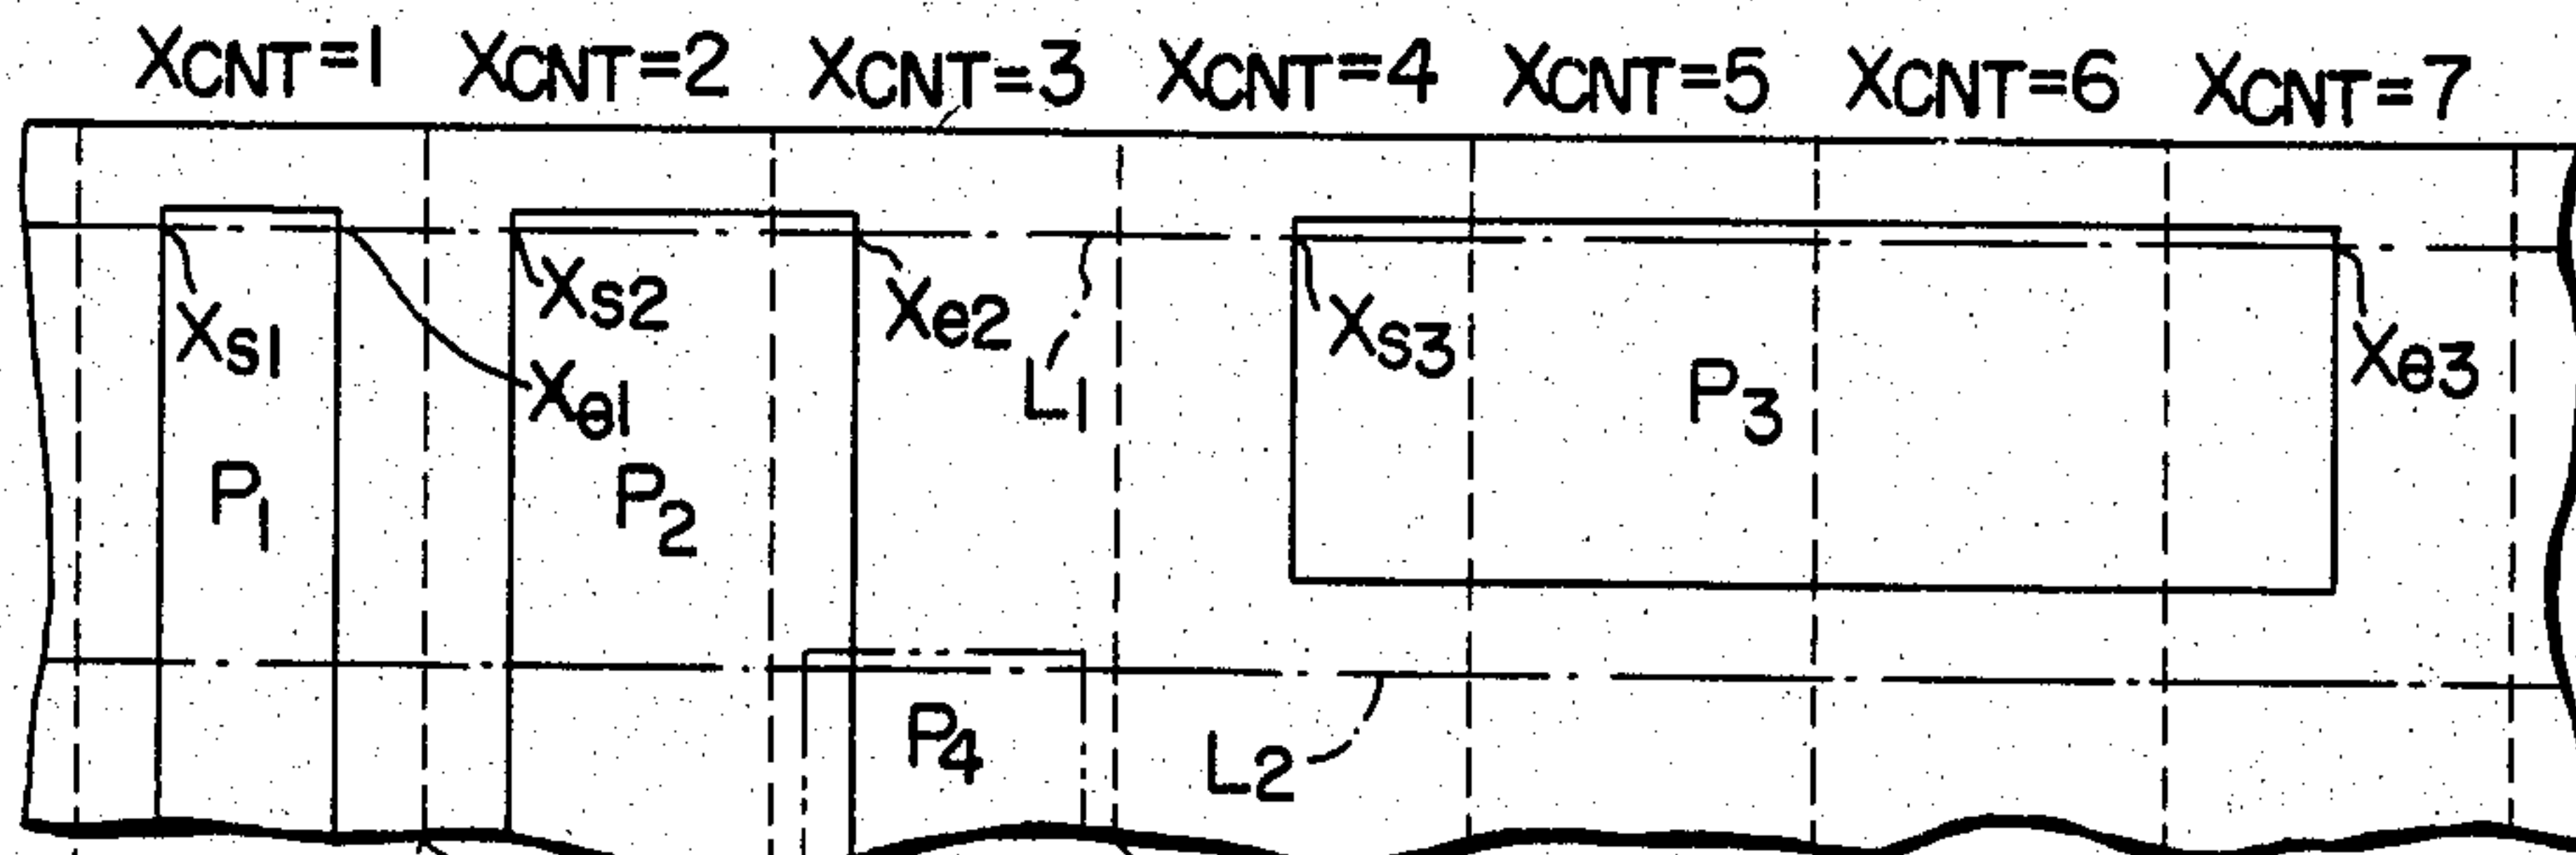 XCNT=1 XCNT=2 XCNT=3 XCNT=4 XCNT=5 XCNT=6 XCNT=7
Xs1 Xe1 Xs2 Xe2 L1 Xs3 P3 Xe3
P1 P2
P4 L2